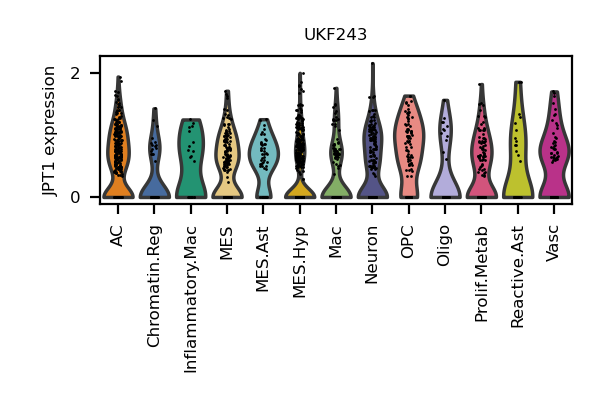 UKF243
JPT1 expression
2
0
AC
Chromatin.Reg
Inflammatory.Mac
MES
MES.Ast
MES.Hyp
Mac
Neuron
OPC
Oligo
Prolif.Metab
Reactive.Ast
Vasc